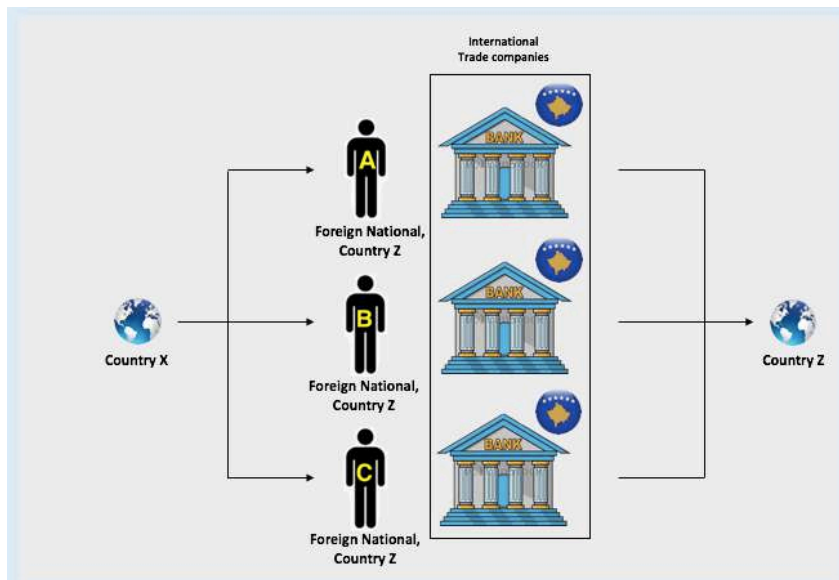 International
Trade companies
BANK
A
Foreign National,
Country Z
BANK
B
Country X
Country Z
Foreign National,
Country Z
BANK
C
Foreign National,
Country Z